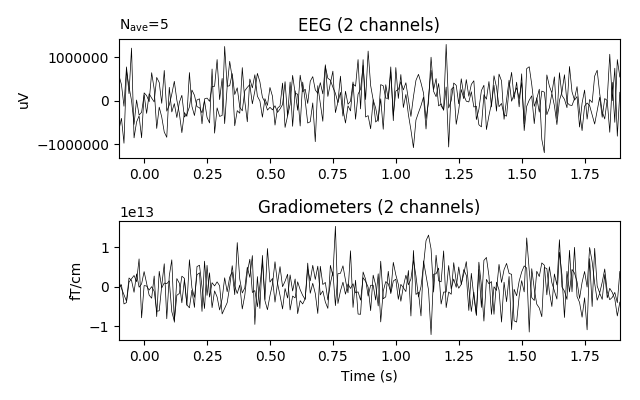 N_ave=5
EEG (2 channels)
1000000
0
−1000000
uV
0.00 0.25 0.50 0.75 1.00 1.25 1.50 1.75
1e13
Gradiometers (2 channels)
1
0
−1
fT/cm
0.00 0.25 0.50 0.75 1.00 1.25 1.50 1.75
Time (s)